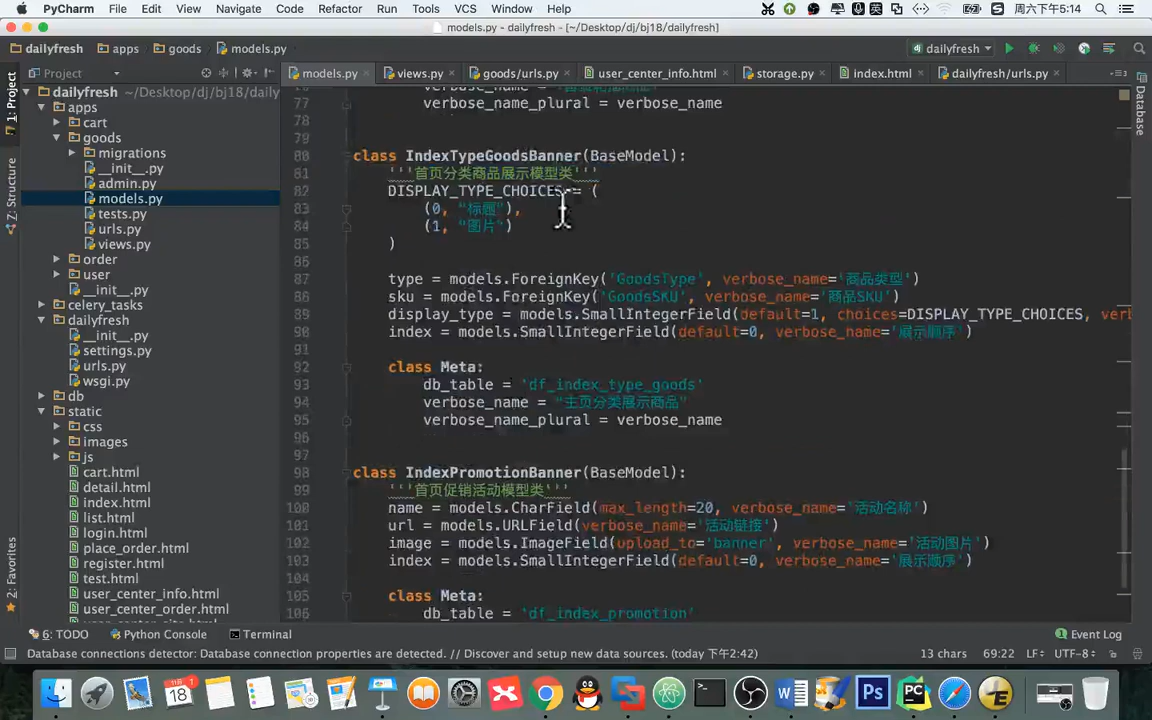 PyCharm File Edit View Navigate Code Refactor Run Tools VCS Window Help 英 周六下午5:14
models.py - dailyfresh - [~/Desktop/dj/bj18/dailyfresh]
dailyfresh apps goods models.py dailyfresh
Project models.py views.py goods/urls.py user_center_info.html storage.py index.html dailyfresh/urls.py
1: Project
Z: Structure
2: Favorites
Database
dailyfresh ~/Desktop/dj/bj18/daily
apps
cart
goods
migrations
__init__.py
admin.py
models.py
tests.py
urls.py
views.py
order
user
__init__.py
celery_tasks
dailyfresh
__init__.py
settings.py
urls.py
wsgi.py
db
static
css
images
js
cart.html
detail.html
index.html
list.html
login.html
place_order.html
register.html
test.html
user_center_info.html
user_center_order.html
77 verbose_name_plural = verbose_name
78
79
80 class IndexTypeGoodsBanner(BaseModel):
81 '''首页分类商品展示模型类'''
82 DISPLAY_TYPE_CHOICES = (
83 (0, "标题"),
84 (1, "图片")
85 )
86
87 type = models.ForeignKey('GoodsType', verbose_name='商品类型')
88 sku = models.ForeignKey('GoodsSKU', verbose_name='商品SKU')
89 display_type = models.SmallIntegerField(default=1, choices=DISPLAY_TYPE_CHOICES, verb
90 index = models.SmallIntegerField(default=0, verbose_name='展示顺序')
91
92 class Meta:
93 db_table = 'df_index_type_goods'
94 verbose_name = "主页分类展示商品"
95 verbose_name_plural = verbose_name
96
97
98 class IndexPromotionBanner(BaseModel):
99 '''首页促销活动模型类'''
100 name = models.CharField(max_length=20, verbose_name='活动名称')
101 url = models.URLField(verbose_name='活动链接')
102 image = models.ImageField(upload_to='banner', verbose_name='活动图片')
103 index = models.SmallIntegerField(default=0, verbose_name='展示顺序')
104
105 class Meta:
106 db_table = 'df_index_promotion'
6: TODO Python Console Terminal 1 Event Log
Database connections detector: Database connection properties are detected. // Discover and setup new data sources. (today 下午2:42) 13 chars 69:22 LF÷ UTF-8÷
18